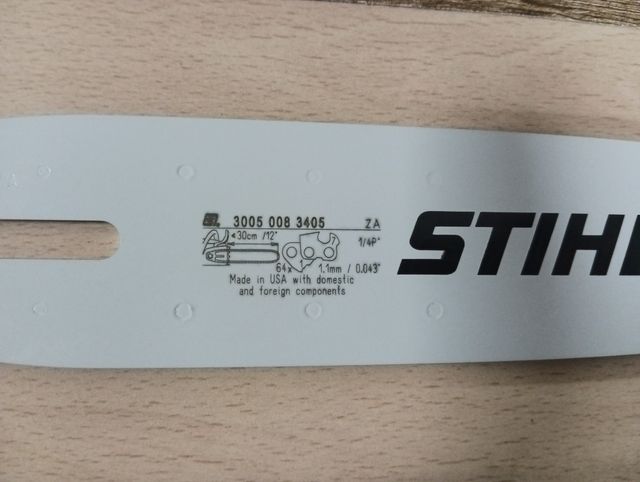 3005 008 3405 ZA
30cm /12"
1/4P"
64x 1.1mm / 0.043"
Made in USA with domestic
and foreign components
STIHL